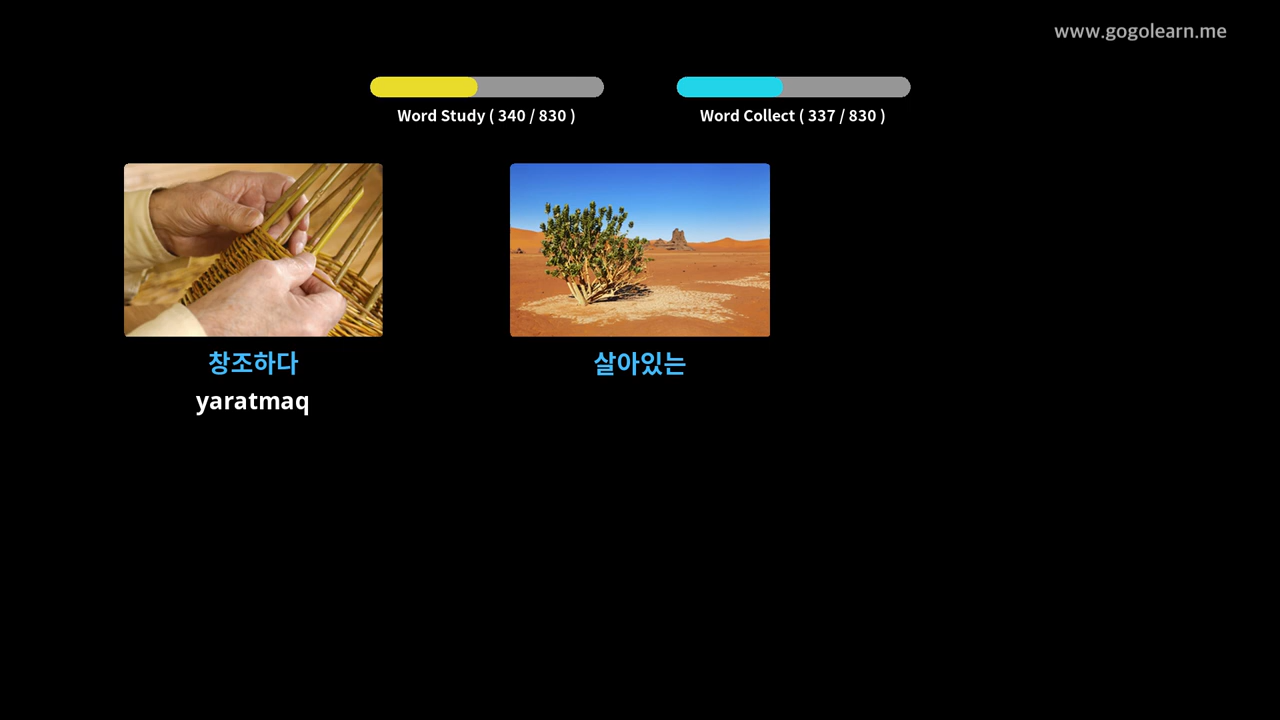 www.gogolearn.me
Word Study ( 340 / 830 )
Word Collect ( 337 / 830 )
창조하다
yaratmaq
살아있는